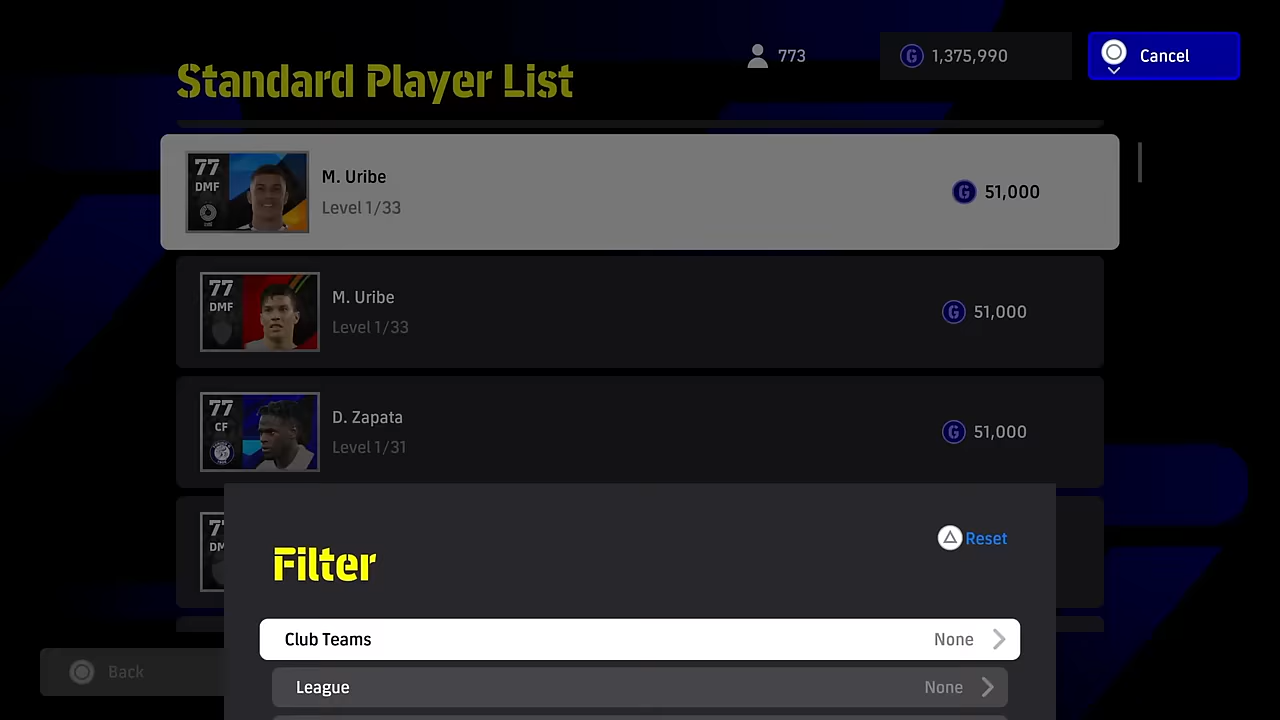 Standard Player List
773
G 1,375,990
Cancel
77
DMF
M. Uribe
Level 1/33
G 51,000
77
DMF
M. Uribe
Level 1/33
G 51,000
77
CF
D. Zapata
Level 1/31
G 51,000
Filter
Reset
Club Teams
None
League
None
Back